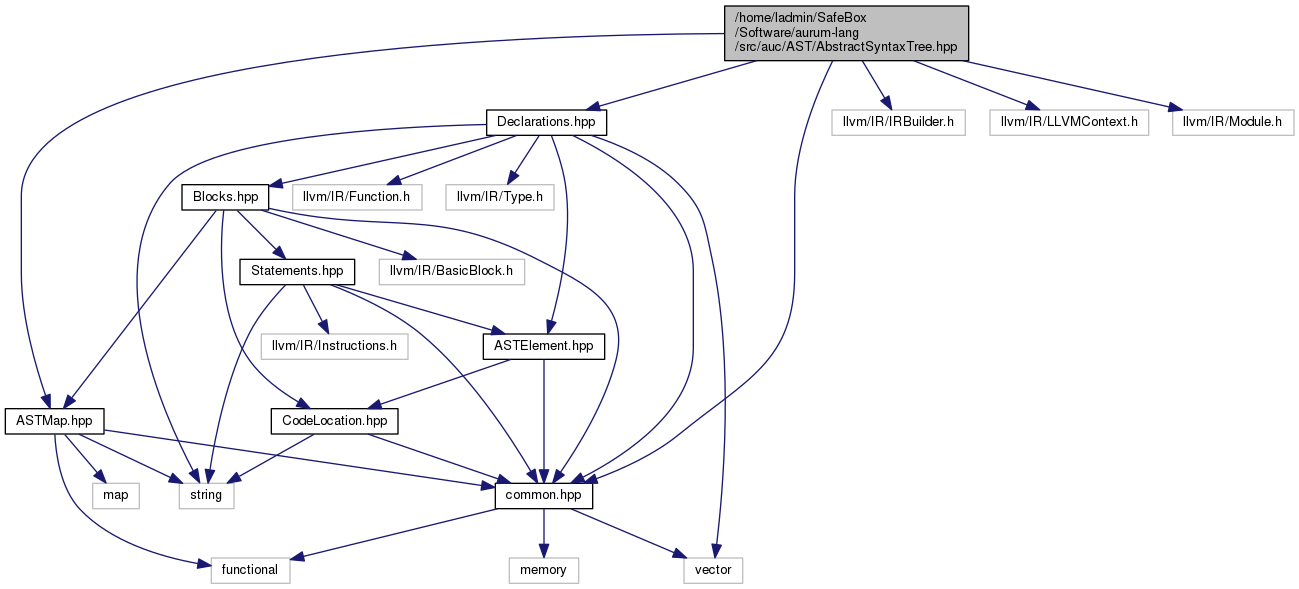 /home/ladmin/SafeBox
/Software/aurum-lang
/src/auc/AST/AbstractSyntaxTree.hpp
Declarations.hpp
llvm/IR/IRBuilder.h
llvm/IR/LLVMContext.h
llvm/IR/Module.h
Blocks.hpp
llvm/IR/Function.h
llvm/IR/Type.h
Statements.hpp
llvm/IR/BasicBlock.h
llvm/IR/Instructions.h
ASTElement.hpp
ASTMap.hpp
CodeLocation.hpp
map
string
common.hpp
functional
memory
vector